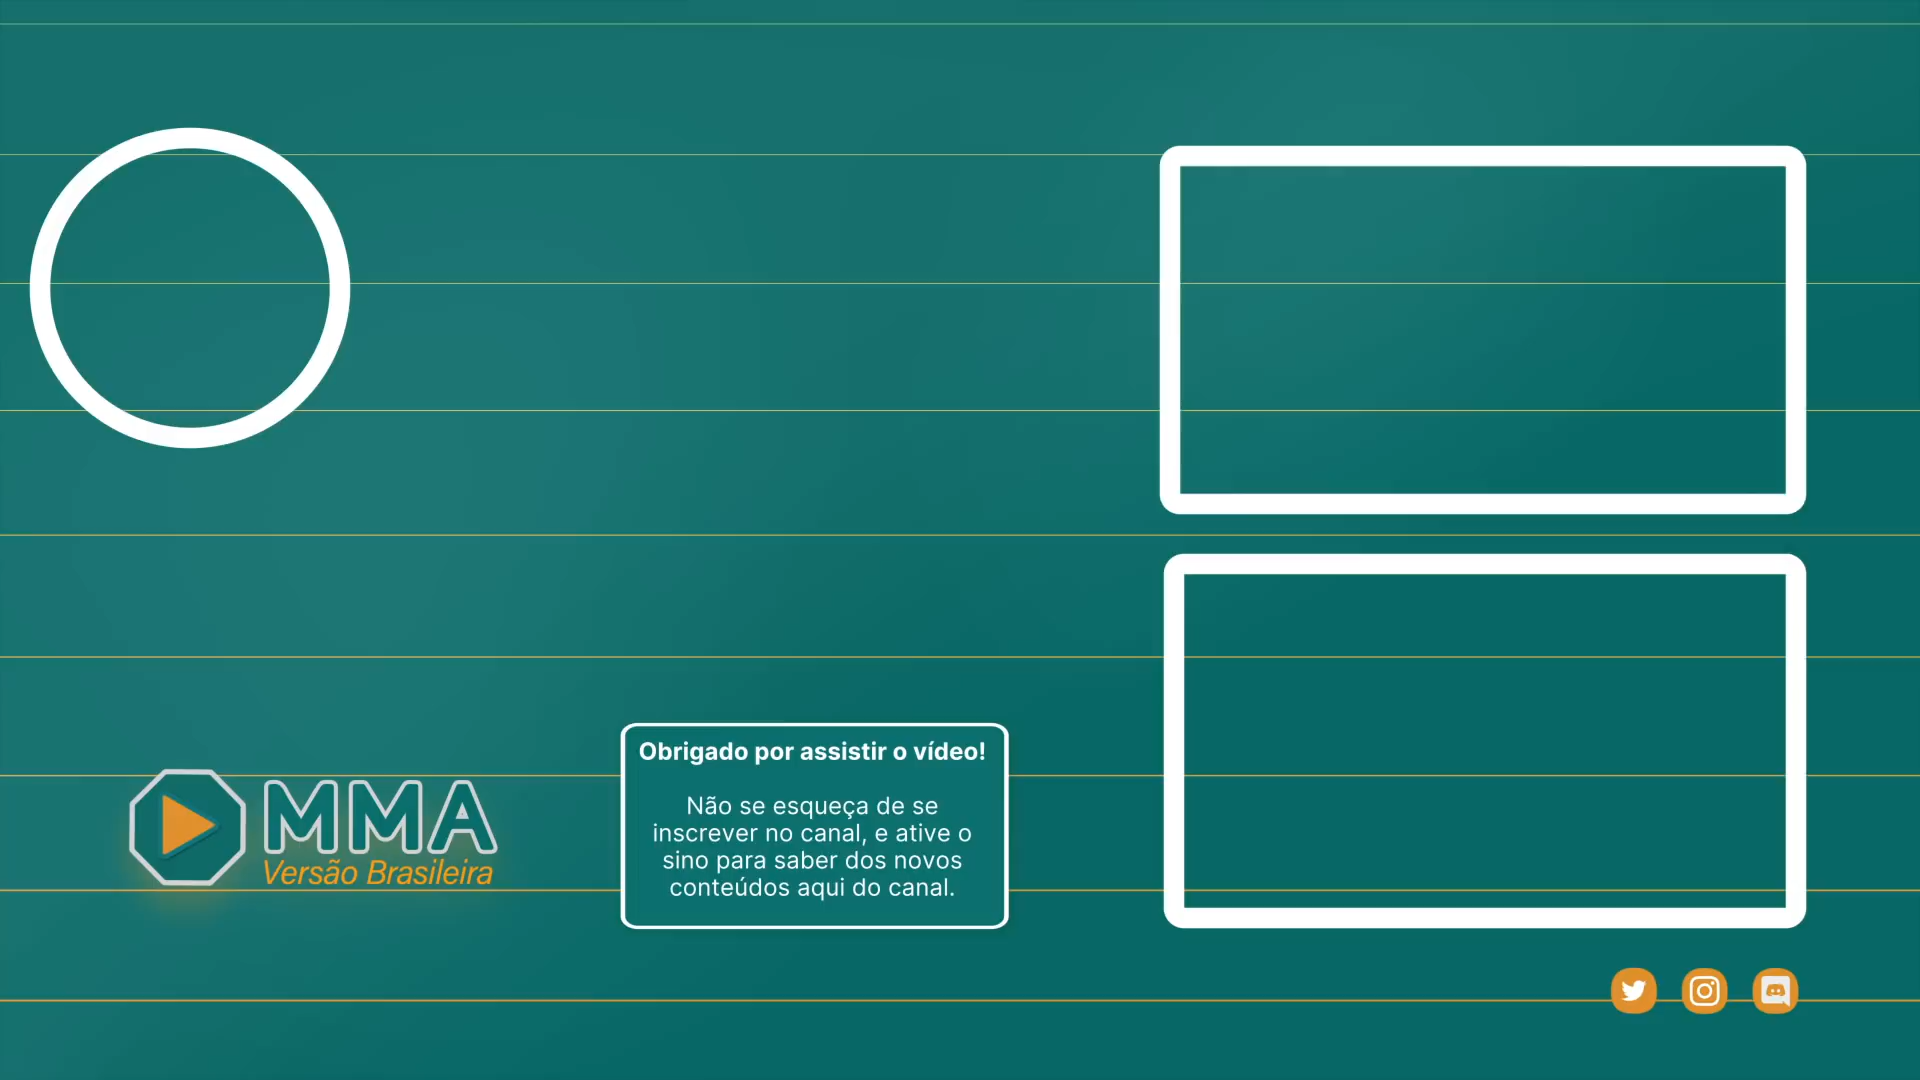 MMA
Versão Brasileira
Obrigado por assistir o vídeo!
Não se esqueça de se
inscrever no canal, e ative o
sino para saber dos novos
conteúdos aqui do canal.